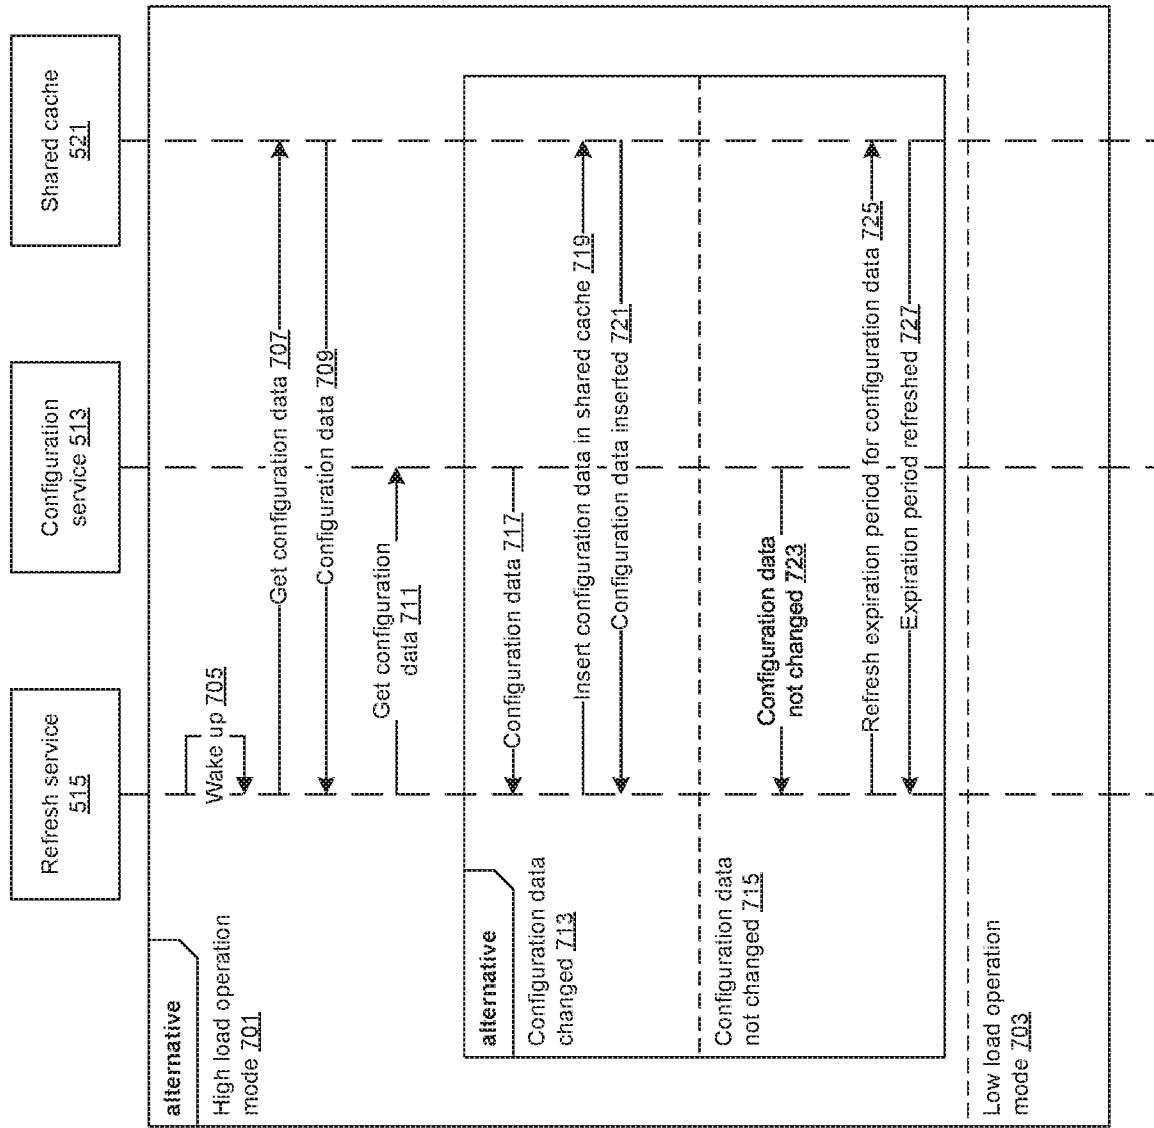 Refresh service
515
Configuration
service 513
Shared cache
521
alternative
High load operation
mode 701
Wake up 705
Get configuration data 707
Configuration data 709
Get configuration
data 711
alternative
Configuration data
changed 713
Configuration data 717
Insert configuration data in shared cache 719
Configuration data inserted 721
Configuration data
not changed 715
Configuration data
not changed 723
Refresh expiration period for configuration data 725
Expiration period refreshed 727
Low load operation
mode 703